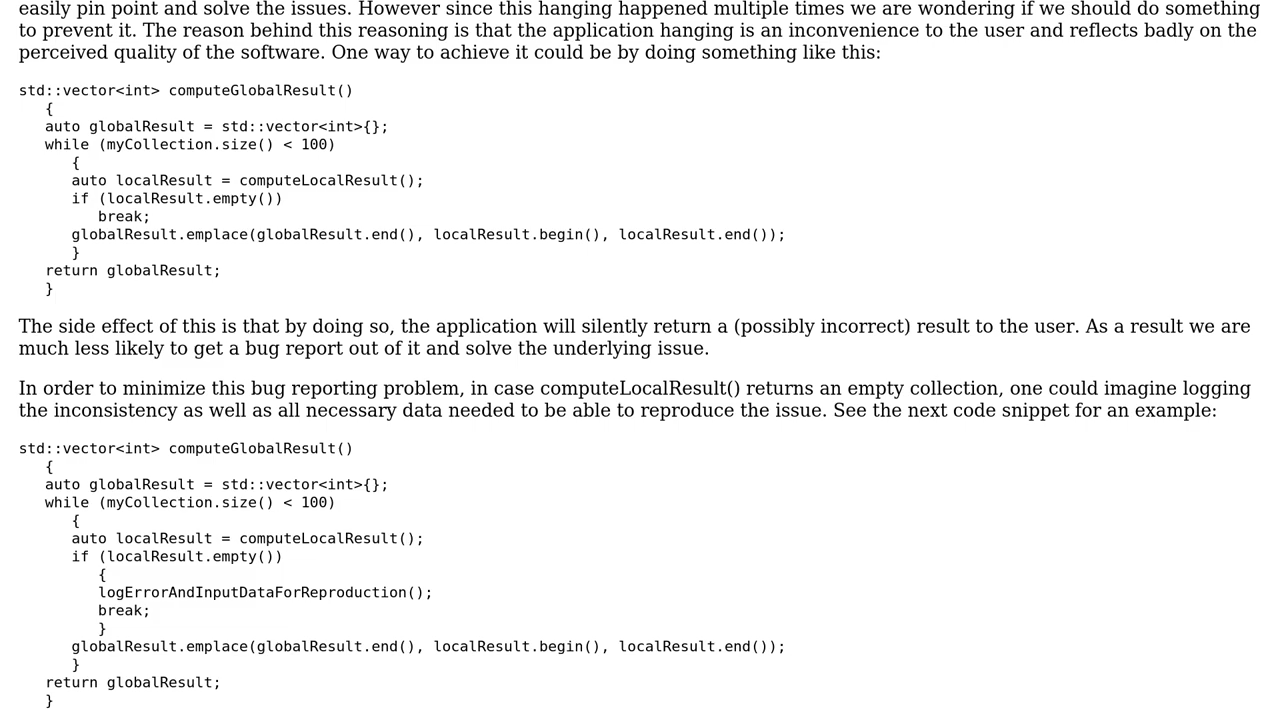 easily pin point and solve the issues. However since this hanging happened multiple times we are wondering if we should do something
to prevent it. The reason behind this reasoning is that the application hanging is an inconvenience to the user and reflects badly on the
perceived quality of the software. One way to achieve it could be by doing something like this:
std::vector<int> computeGlobalResult()
{
auto globalResult = std::vector<int>{};
while (myCollection.size() < 100)
{
auto localResult = computeLocalResult();
if (localResult.empty())
break;
globalResult.emplace(globalResult.end(), localResult.begin(), localResult.end());
}
return globalResult;
}
The side effect of this is that by doing so, the application will silently return a (possibly incorrect) result to the user. As a result we are
much less likely to get a bug report out of it and solve the underlying issue.
In order to minimize this bug reporting problem, in case computeLocalResult() returns an empty collection, one could imagine logging
the inconsistency as well as all necessary data needed to be able to reproduce the issue. See the next code snippet for an example:
std::vector<int> computeGlobalResult()
{
auto globalResult = std::vector<int>{};
while (myCollection.size() < 100)
{
auto localResult = computeLocalResult();
if (localResult.empty())
{
logErrorAndInputDataForReproduction();
break;
}
globalResult.emplace(globalResult.end(), localResult.begin(), localResult.end());
}
return globalResult;
}